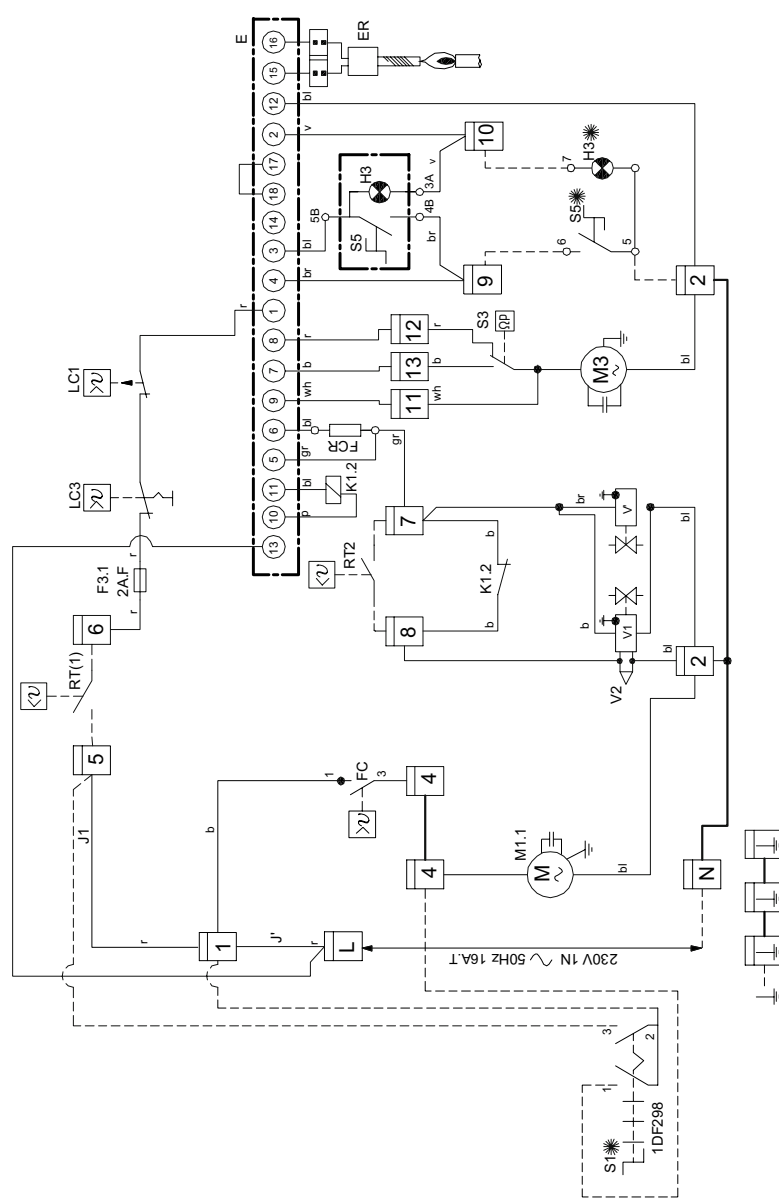 E
16
15
12
2
17
18
14
3
4
1
8
7
9
6
5
11
10
13
ER
bl
v
10
7
H3
S5
6
5
9
2
5B
bl
H3
S5
3A
v
4B
br
br
r
r
12
r
b
13
b
wh
11
wh
S3
M3
bl
LC1
LC3
F3.1
2A.F
r
r
6
RT(1)
5
J1
r
1
J'
r
L
b
bl
FCR
gr
gr
bl
K1.2
p
RT2
7
b
K1.2
b
8
br
V'
bl
b
V1
V2
bl
2
1
FC
3
4
4
M1.1
M
bl
N
230V 1N 50Hz 16A.T
3
2
1
S1
1DF298